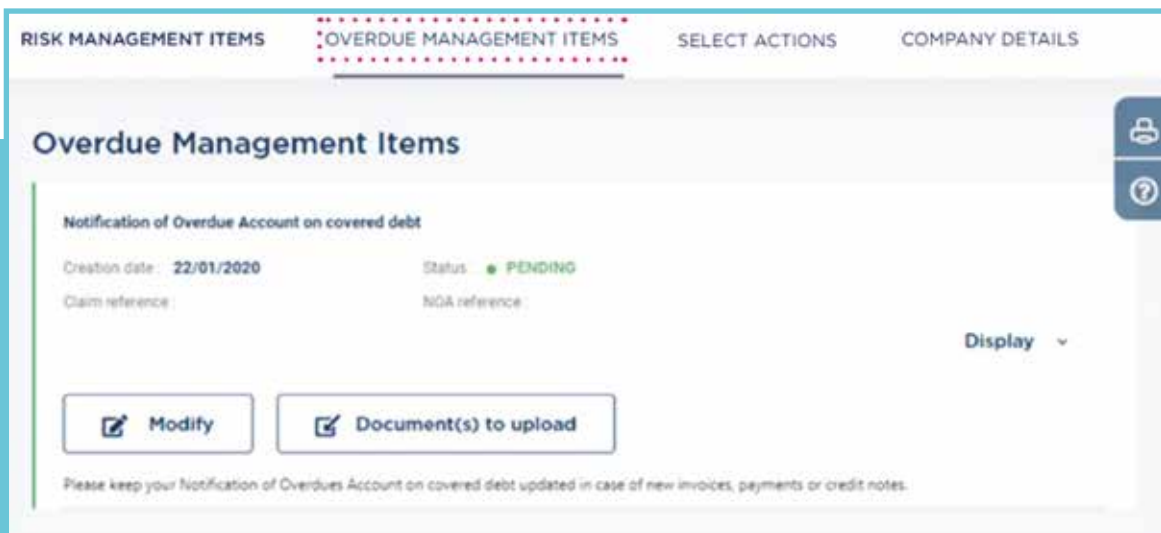 RISK MANAGEMENT ITEMS OVERDUE MANAGEMENT ITEMS SELECT ACTIONS COMPANY DETAILS
Overdue Management Items
Notification of Overdue Account on covered debt
Creation date : 22/01/2020 Status : PENDING
Claim reference : NOA reference :
Display
Modify Document(s) to upload
Please keep your Notification of Overdues Account on covered debt updated in case of new invoices, payments or credit notes.